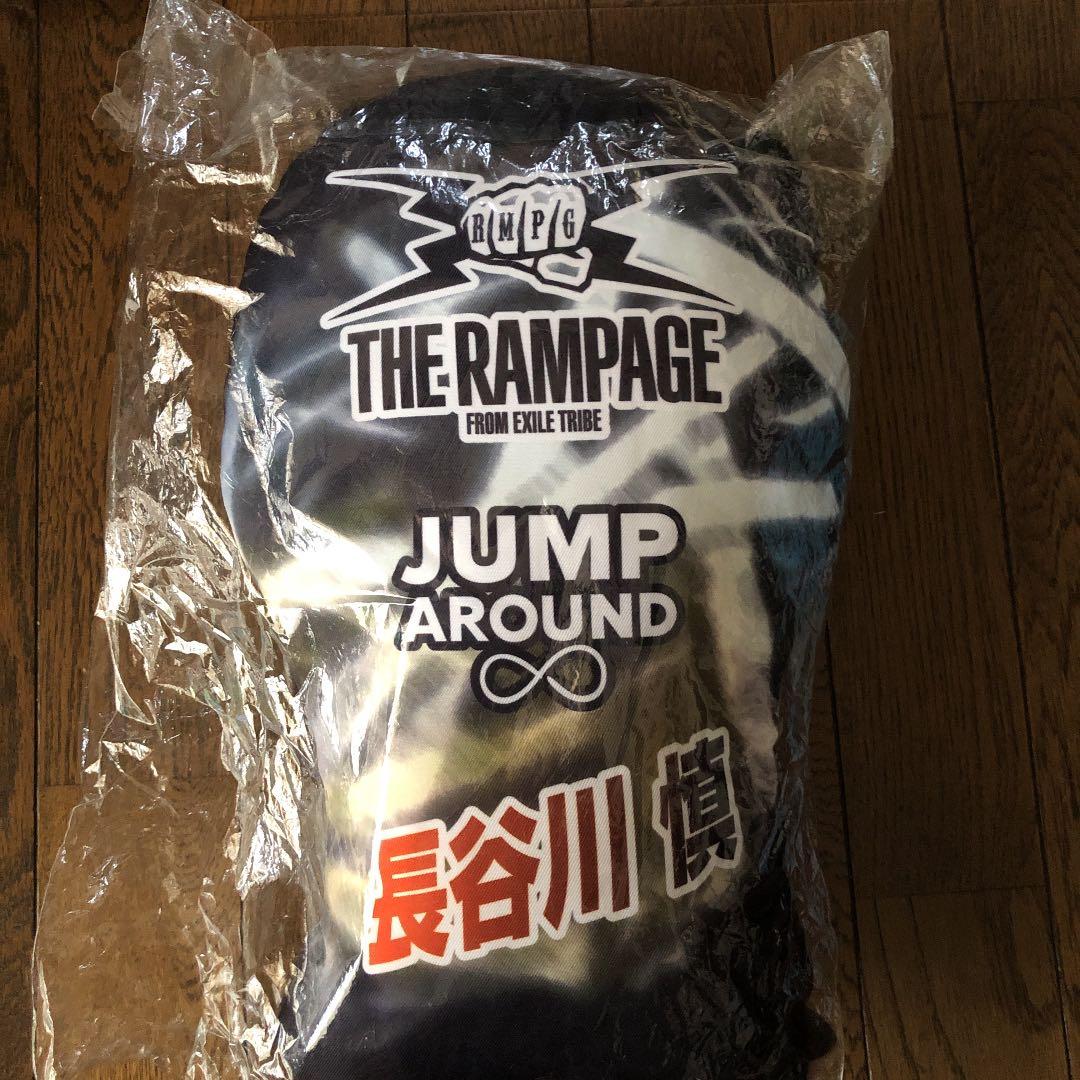 RMPG
THE RAMPAGE
FROM EXILE TRIBE
JUMP
AROUND
∞
長谷川 慎